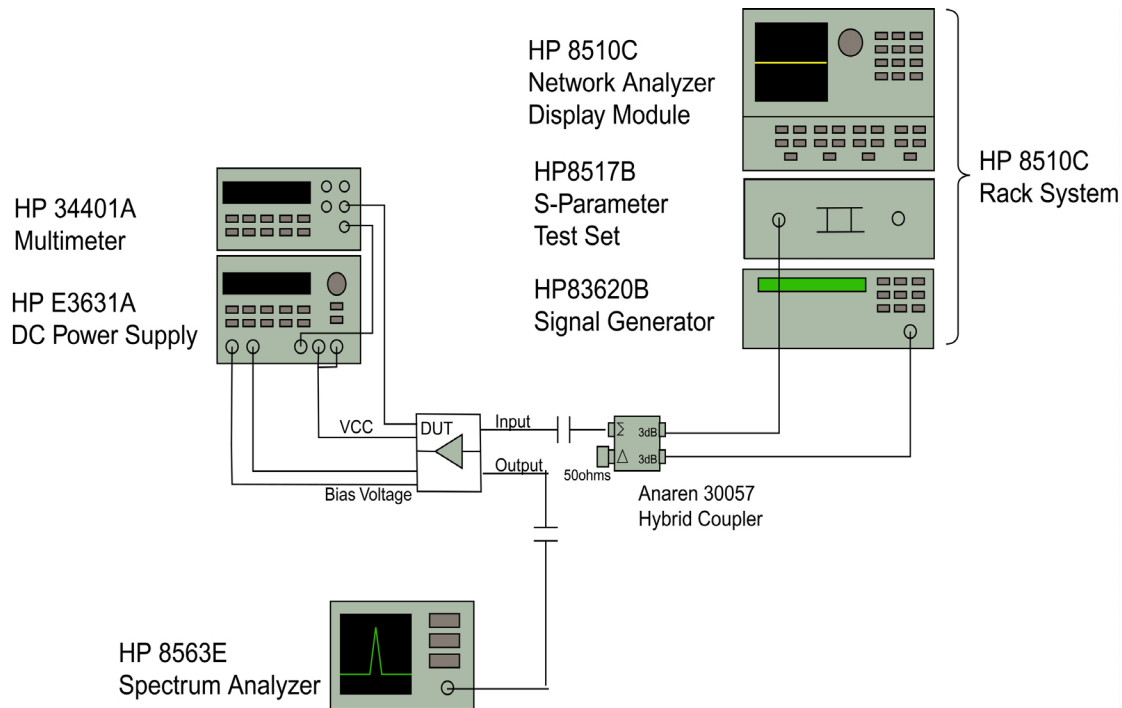 HP 8510C
Network Analyzer
Display Module
HP8517B
S-Parameter
Test Set
HP83620B
Signal Generator
HP 8510C
Rack System
HP 34401A
Multimeter
HP E3631A
DC Power Supply
VCC
DUT
Input
Output
Bias Voltage
Σ 3dB
Δ 3dB
50ohms
Anaren 30057
Hybrid Coupler
HP 8563E
Spectrum Analyzer